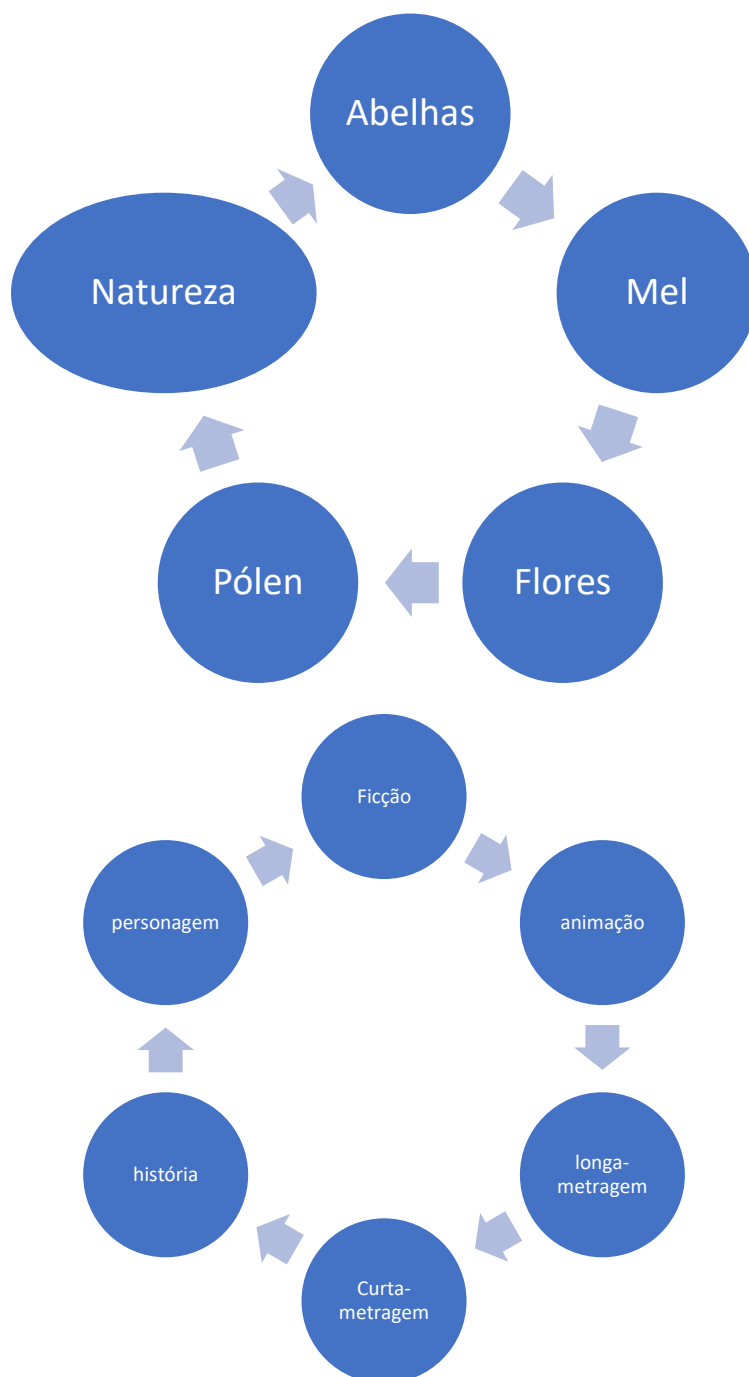 Abelhas
Mel
Flores
Pólen
Natureza
Ficção
animação
longa-
metragem
Curta-
metragem
história
personagem